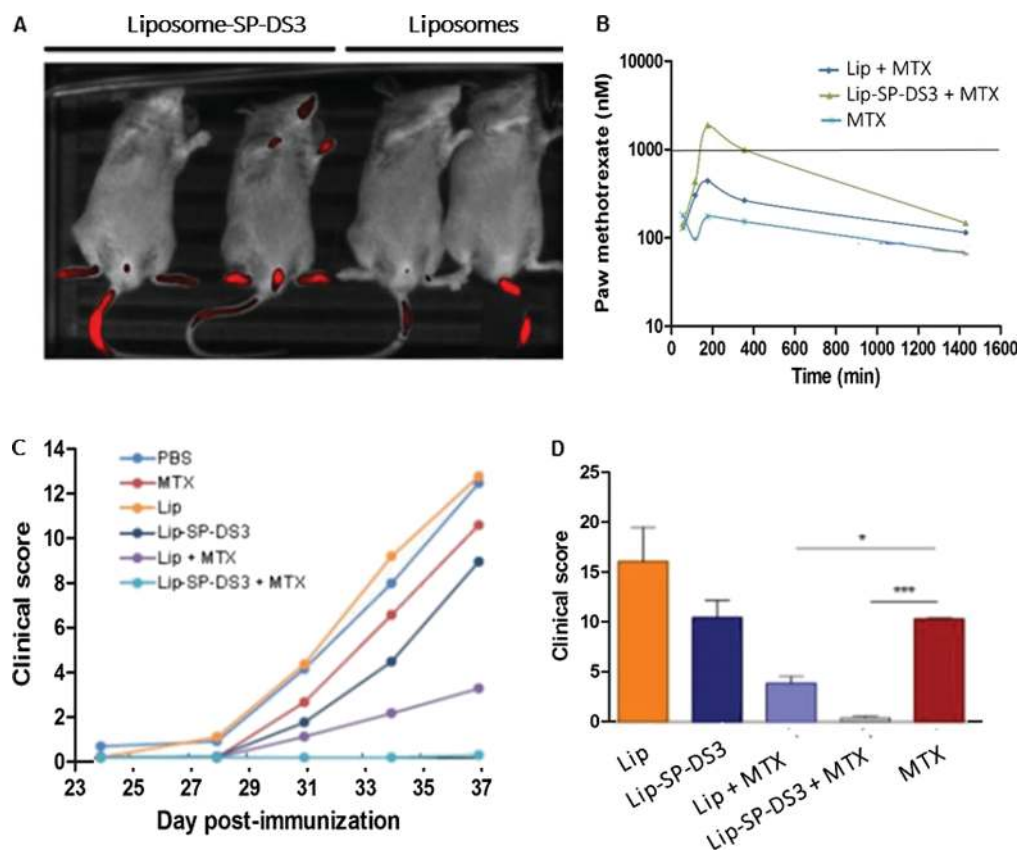 A
Liposome-SP-DS3
Liposomes
B
Lip + MTX
Lip-SP-DS3 + MTX
MTX
Paw methotrexate (nM)
10000
1000
100
10
0 200 400 600 800 1000 1200 1400 1600
Time (min)
C
PBS
MTX
Lip
Lip-SP-DS3
Lip + MTX
Lip-SP-DS3 + MTX
Clinical score
14
12
10
8
6
4
2
0
23 25 27 29 31 33 35 37
Day post-immunization
D
Clinical score
25
20
15
10
5
0
*
***
Lip
Lip-SP-DS3
Lip + MTX
Lip-SP-DS3 + MTX
MTX